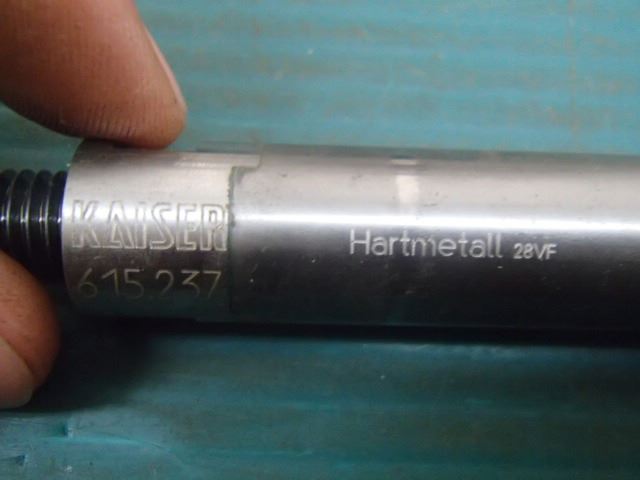 KAISER
615.237
Hartmetall 28VF